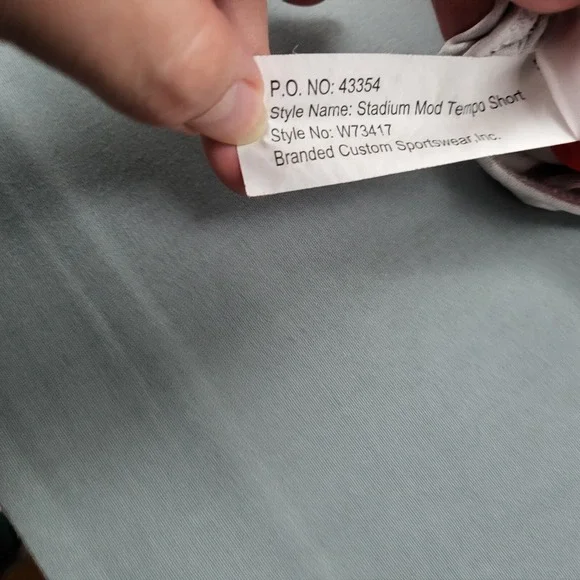 P.O. NO: 43354
Style Name: Stadium Mod Tempo Short
Style No: W73417
Branded Custom Sportswear,Inc.